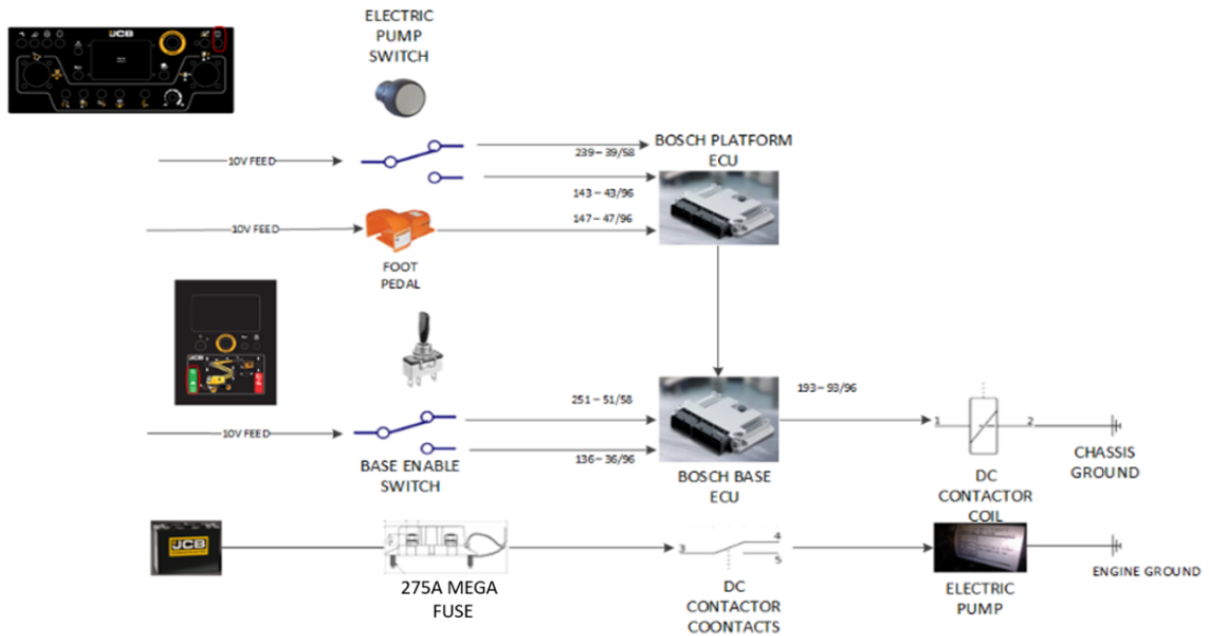 JCB
ELECTRIC
PUMP
SWITCH
10V FEED
239 – 39/58
143 – 43/96
BOSCH PLATFORM
ECU
10V FEED
147 – 47/96
FOOT
PEDAL
JCB
10V FEED
251 – 51/58
136 – 36/96
BASE ENABLE
SWITCH
BOSCH BASE
ECU
193 – 93/96
1
2
DC
CONTACTOR
COIL
CHASSIS
GROUND
JCB
275A MEGA
FUSE
3
4
5
DC
CONTACTOR
COONTACTS
ELECTRIC
PUMP
ENGINE GROUND